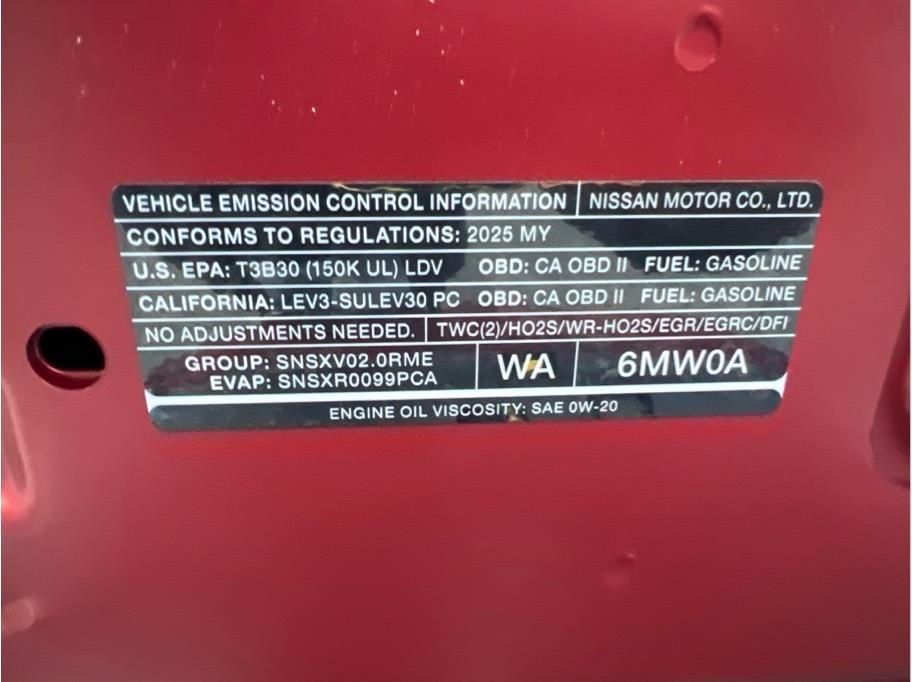 VEHICLE EMISSION CONTROL INFORMATION NISSAN MOTOR CO., LTD.
CONFORMS TO REGULATIONS: 2025 MY
U.S. EPA: T3B30 (150K UL) LDV OBD: CA OBD II FUEL: GASOLINE
CALIFORNIA: LEV3-SULEV30 PC OBD: CA OBD II FUEL: GASOLINE
NO ADJUSTMENTS NEEDED. TWC(2)/HO2S/WR-HO2S/EGR/EGRC/DFI
GROUP: SNSXV02.0RME
EVAP: SNSXR0099PCA
WA
6MW0A
ENGINE OIL VISCOSITY: SAE 0W-20